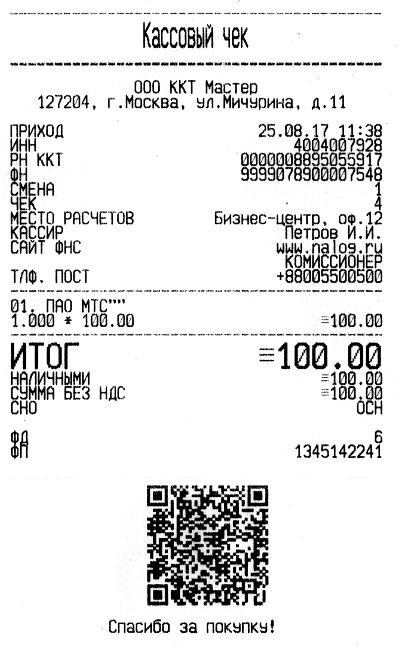 Кассовый чек
ООО ККТ Мастер
127204, г.Москва, ул.Мичурина, д.11
ПРИХОД 25.08.17 11:38
ИНН 4004007928
РН ККТ 0000008895055917
ФН 9999078900007548
СМЕНА 1
ЧЕК 4
МЕСТО РАСЧЕТОВ Бизнес-центр, оф.12
КАССИР Петров И.И.
САЙТ ФНС www.nalog.ru
КОМИССИОНЕР
ТЛФ. ПОСТ +88005500500
01. ПАО МТС""
1.000 * 100.00 =100.00
ИТОГ =100.00
НАЛИЧНЫМИ =100.00
СУММА БЕЗ НДС =100.00
СНО ОСН
ФД 6
ФП 1345142241
Спасибо за покупку!